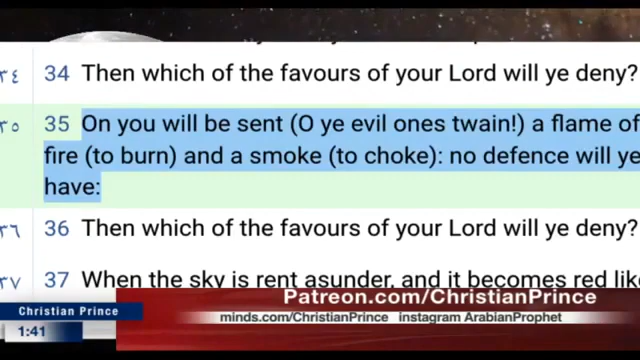 ٣٤ 34 Then which of the favours of your Lord will ye deny?
٣٥ 35 On you will be sent (O ye evil ones twain!) a flame of
fire (to burn) and a smoke (to choke): no defence will ye
have:
٣٦ 36 Then which of the favours of your Lord will ye deny?
٣٧ 37 When the sky is rent asunder, and it becomes red like
Patreon.com/ChristianPrince
Christian Prince
minds.com/ChristianPrince instagram ArabianProphet
1:41